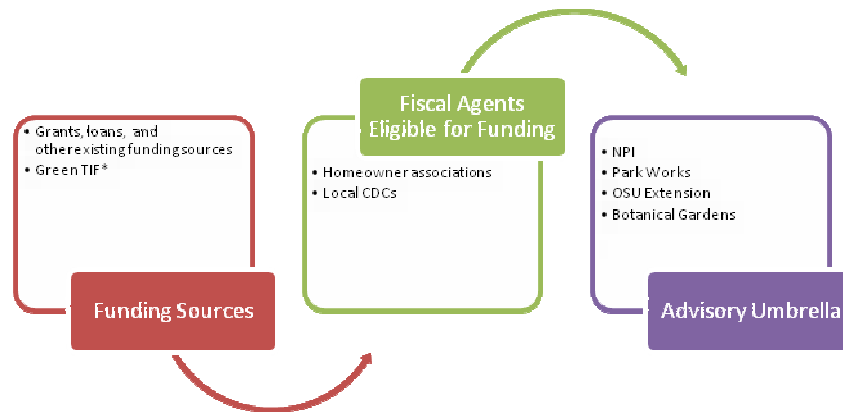 • Grants, loans, and
other existing funding sources
• Green TIF*
Funding Sources
Fiscal Agents
Eligible for Funding
• Homeowner associations
• Local CDCs
• NPI
• Park Works
• OSU Extension
• Botanical Gardens
Advisory Umbrella